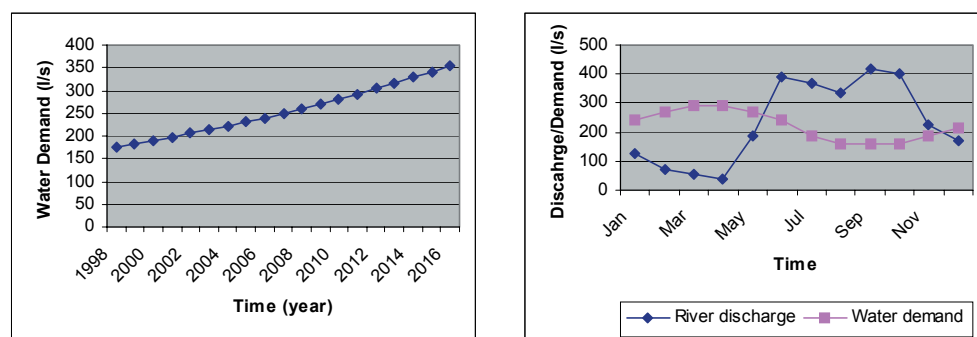 Water Demand (l/s)
400
350
300
250
200
150
100
50
0
1998
2000
2002
2004
2006
2008
2010
2012
2014
2016
Time (year)
Discahrge/Demand (l/s)
500
400
300
200
100
0
Jan
Mar
May
Jul
Sep
Nov
Time
River discharge
Water demand